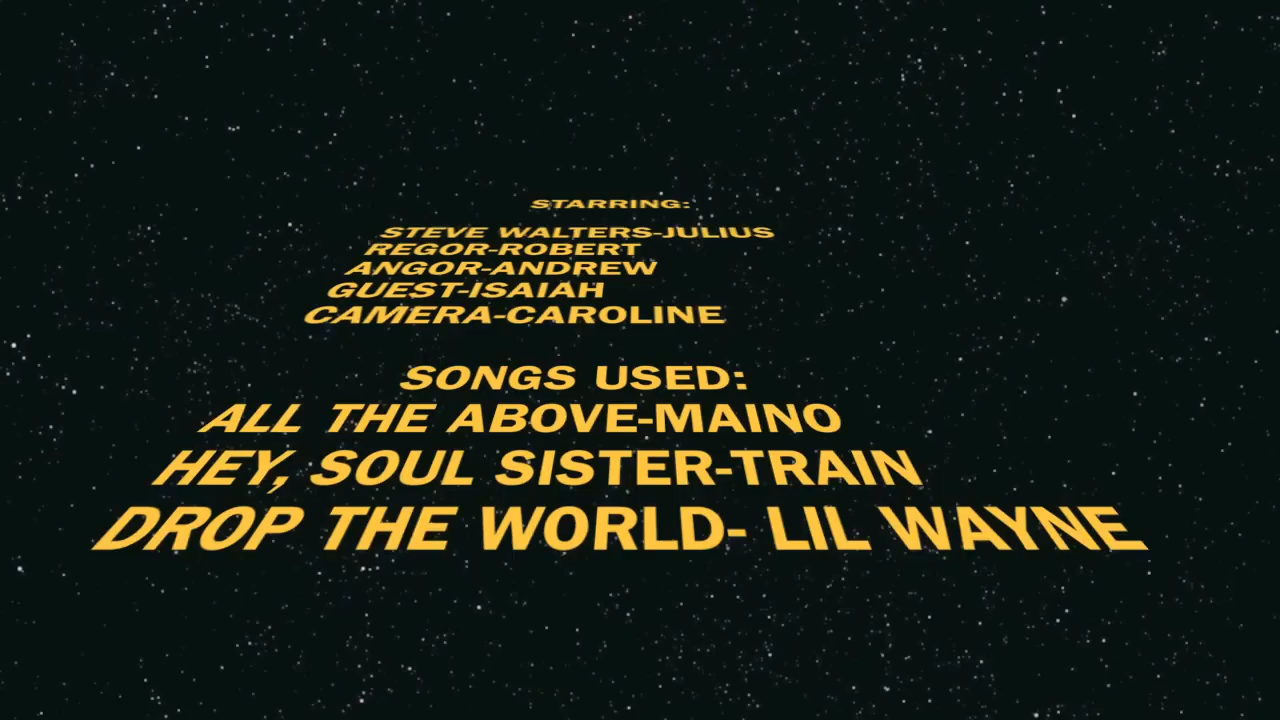 STARRING:
STEVE WALTERS-JULIUS
REGOR-ROBERT
ANGOR-ANDREW
GUEST-ISAIAH
CAMERA-CAROLINE
SONGS USED:
ALL THE ABOVE-MAINO
HEY, SOUL SISTER-TRAIN
DROP THE WORLD- LIL WAYNE